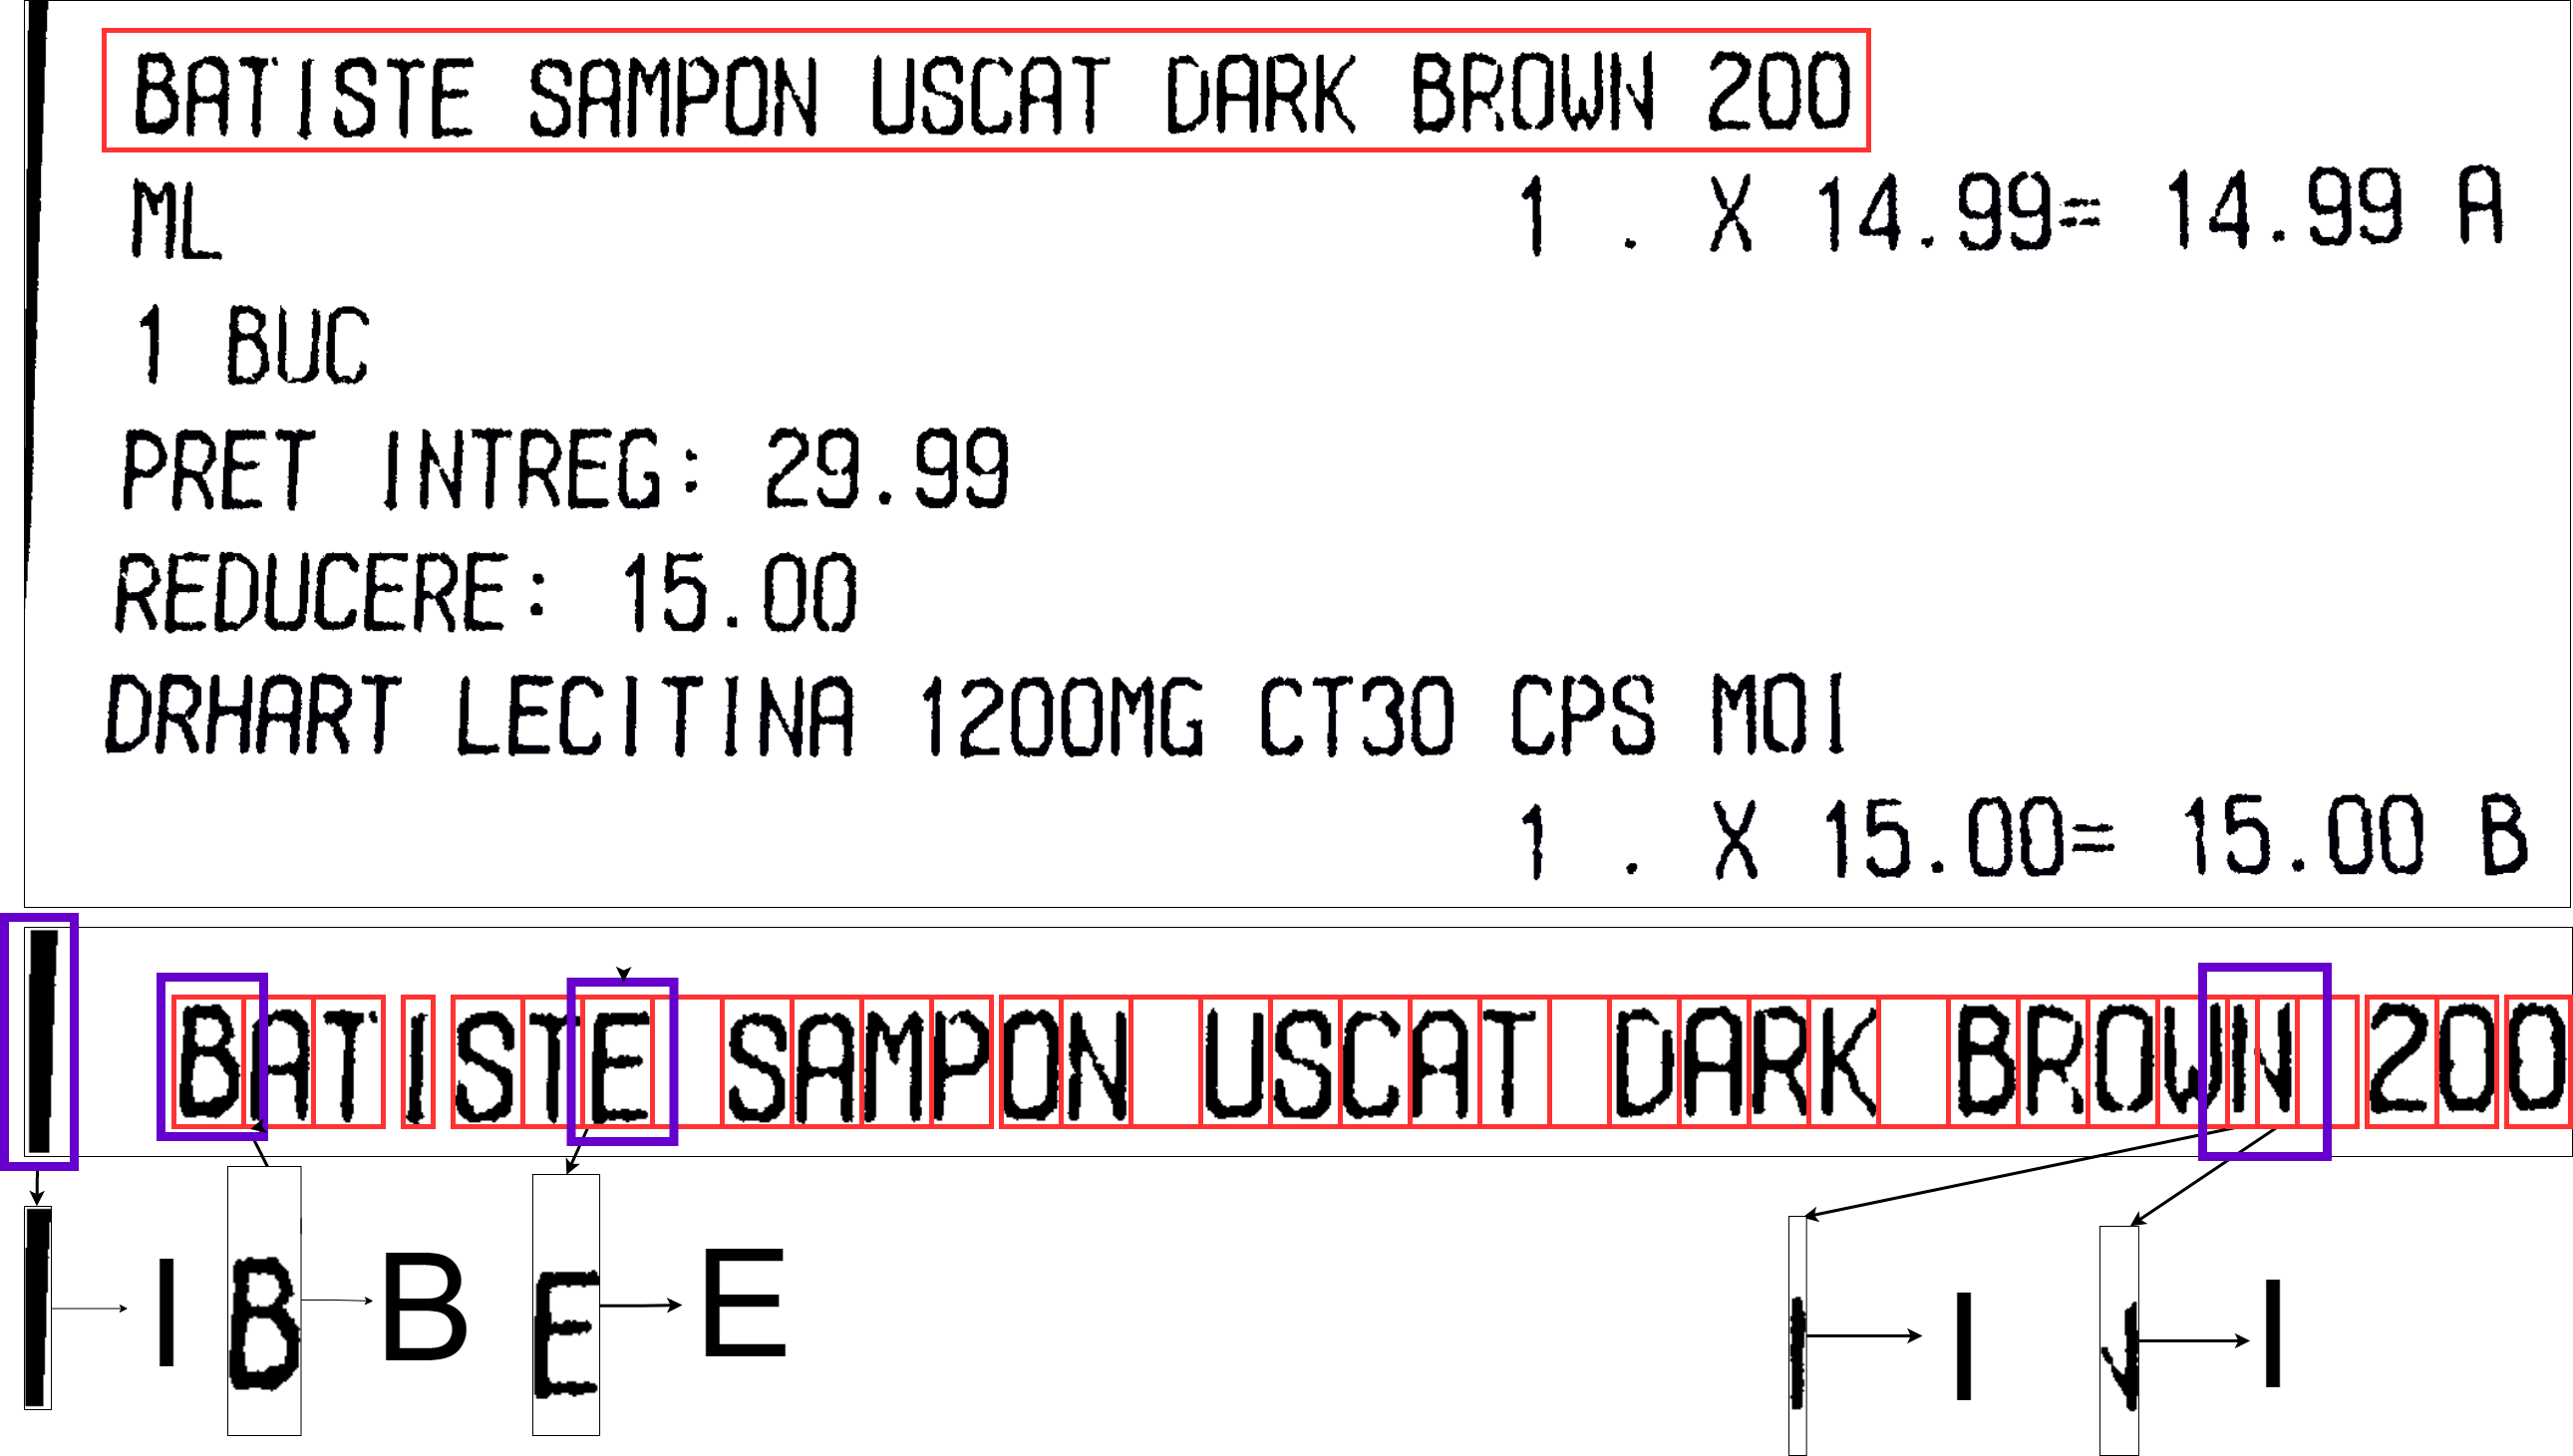 BATISTE SAMPON USCAT DARK BROWN 200
ML 1 . X 14.99= 14.99 A
1 BUC
PRET INTREG: 29.99
REDUCERE: 15.00
DRHART LECITINA 1200MG CT30 CPS MOI
1 . X 15.00= 15.00 B
BATISTE SAMPON USCAT DARK BROWN 200
I B B E E I I I